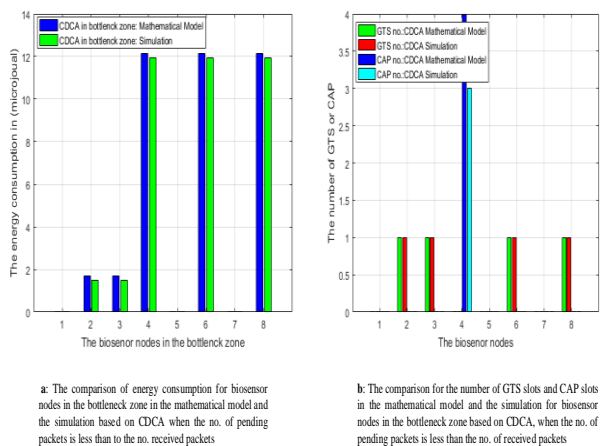 14
12
10
8
6
4
2
0
The energy consumption in (microjoual)
CDCA in bottlenck zone: Mathematical Model
CDCA in bottlenck zone: Simulation
1 2 3 4 6 8
The biosenor nodes in the bottlenck zone
4
3.5
3
2.5
2
1.5
1
0.5
0
The number of GTS or CAP
GTS no.:CDCA Mathematical Model
GTS no.:CDCA Simulation
CAP no.:CDCA Mathematical Model
CAP no.:CDCA Simulation
1 2 3 4 5 6 7 8
The biosenor nodes
a: The comparison of energy consumption for biosensor
nodes in the bottleneck zone in the mathematical model and
the simulation based on CDCA when the no. of pending
packets is less than to the no. received packets
b: The comparison for the number of GTS slots and CAP slots
in the mathematical model and the simulation for biosensor
nodes in the bottleneck zone based on CDCA, when the no. of
pending packets is less than the no. of received packets